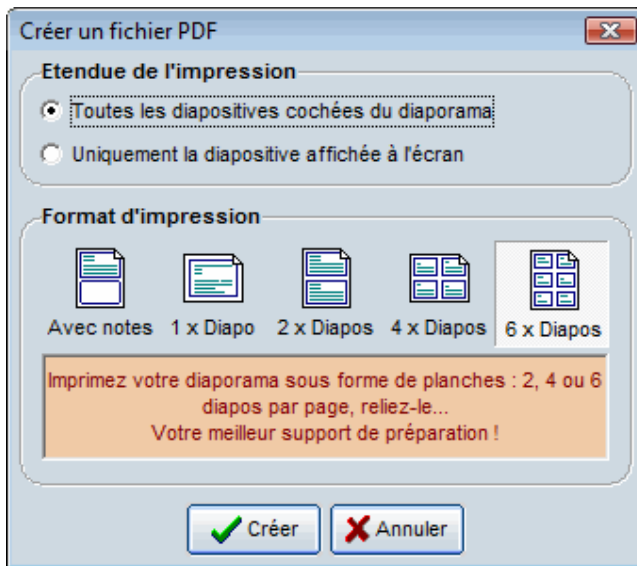 Créer un fichier PDF
Etendue de l'impression
Toutes les diapositives cochées du diaporama
Uniquement la diapositive affichée à l'écran
Format d'impression
Avec notes 1 x Diapo 2 x Diapos 4 x Diapos 6 x Diapos
Imprimez votre diaporama sous forme de planches : 2, 4 ou 6
diapos par page, reliez-le...
Votre meilleur support de préparation !
Créer Annuler